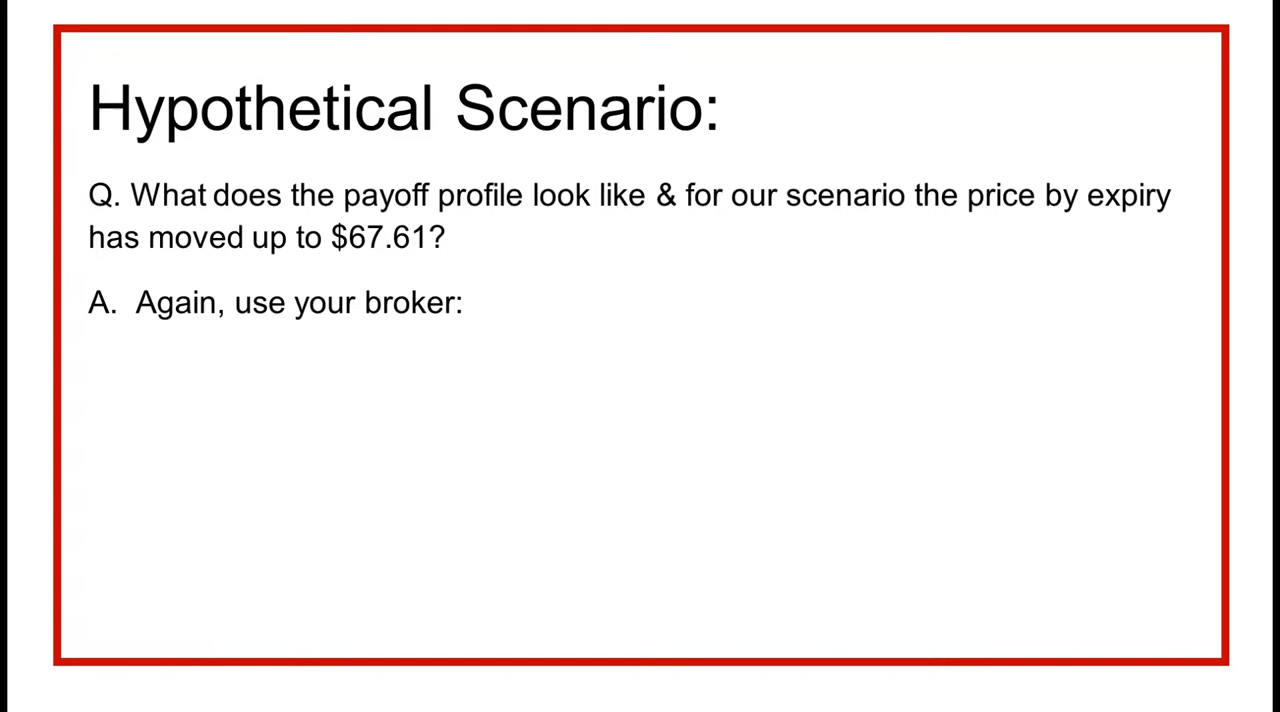 Hypothetical Scenario:
Q. What does the payoff profile look like & for our scenario the price by expiry
has moved up to $67.61?
A. Again, use your broker: